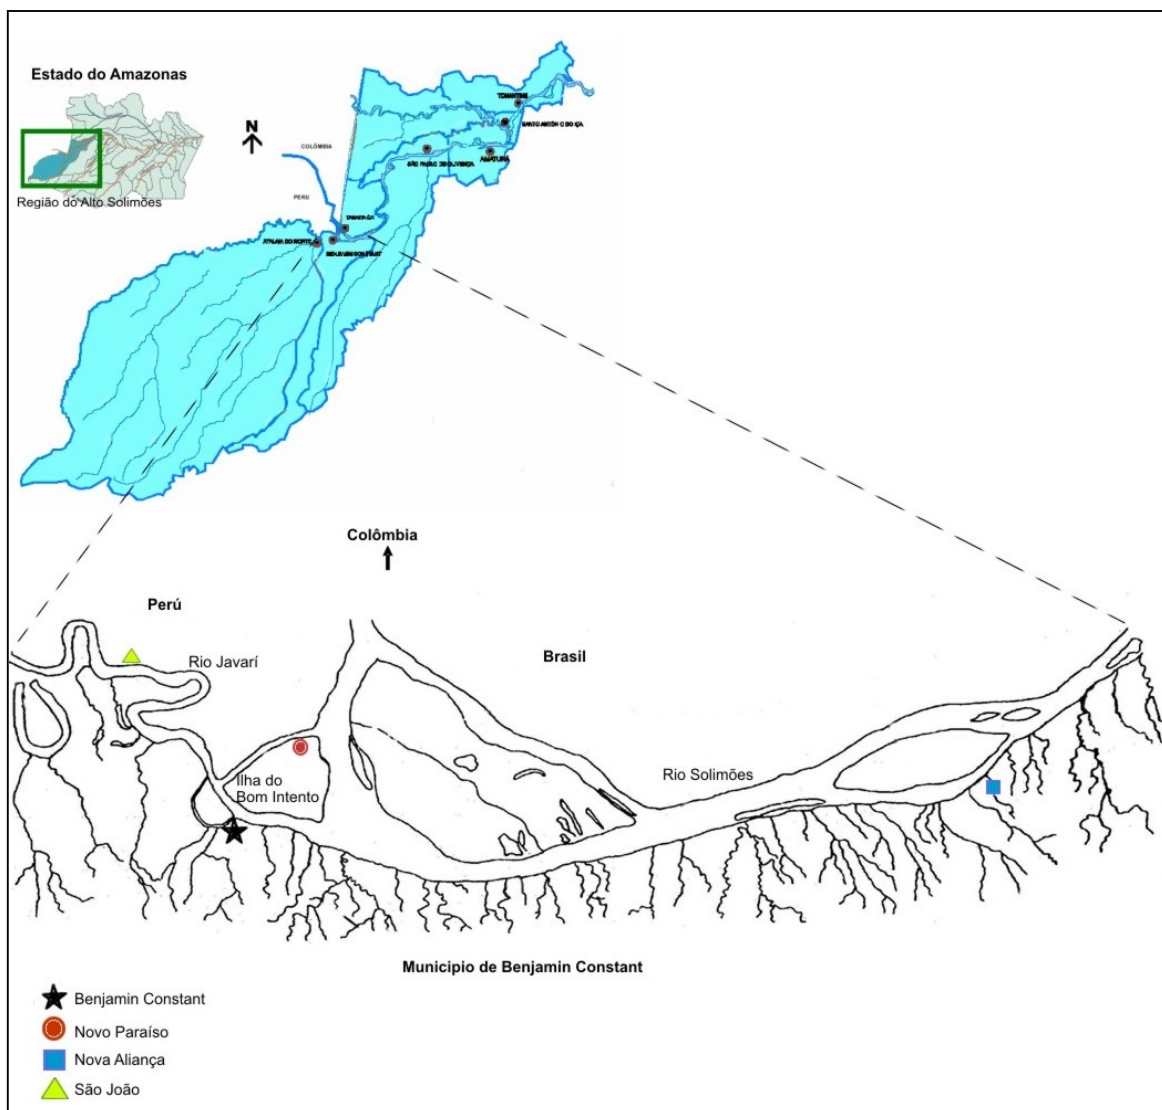 Estado do Amazonas
N
COLÔMBIA
PERU
Região do Alto Solimões
TONANTINS
SANTO ANTÔNIO DO IÇÁ
SÃO PAULO DE OLIVENÇA
AMATURÁ
TABATINGA
ATALAIA DO NORTE
BENJAMIN CONSTANT
Colômbia
Perú
Rio Javarí
Brasil
Ilha do
Bom Intento
Rio Solimões
Municipio de Benjamin Constant
Benjamin Constant
Novo Paraíso
Nova Aliança
São João